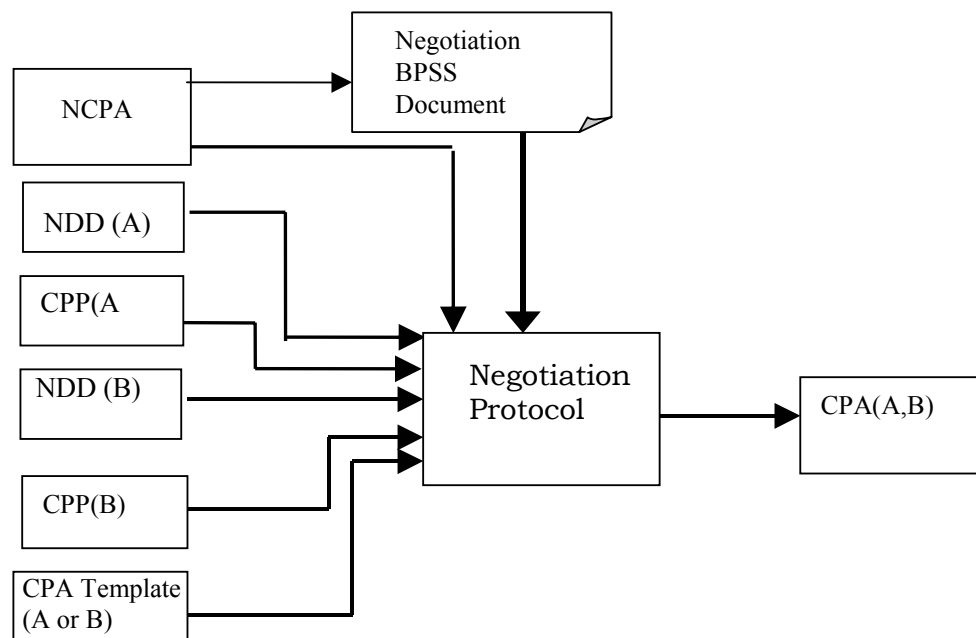 Negotiation
BPSS
Document
NCPA
NDD (A)
CPP(A
NDD (B)
CPP(B)
CPA Template
(A or B)
Negotiation
Protocol
CPA(A,B)